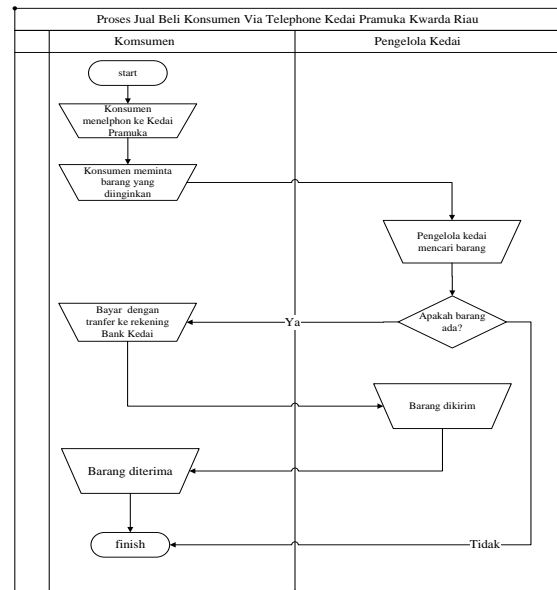 Proses Jual Beli Konsumen Via Telephone Kedai Pramuka Kwarda Riau
Komsumen
Pengelola Kedai
start
Konsumen
menelphon ke Kedai
Pramuka
Konsumen meminta
barang yang
diinginkan
Pengelola kedai
mencari barang
Apakah barang
ada?
Ya
Bayar dengan
tranfer ke rekening
Bank Kedai
Barang dikirim
Barang diterima
finish
Tidak